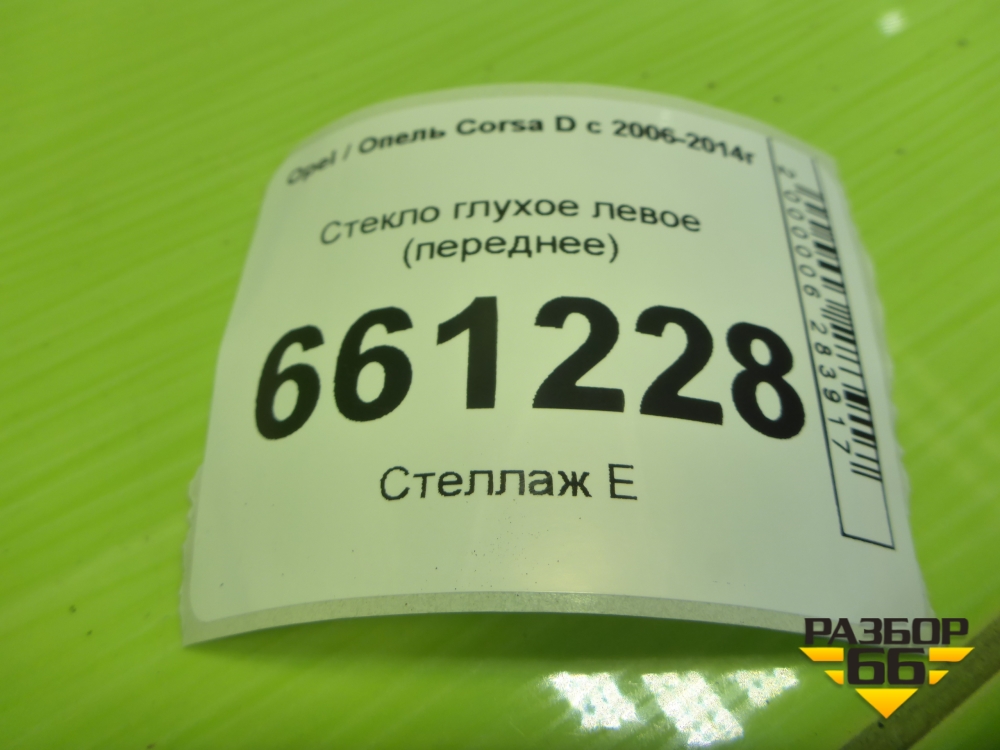 Opel / Опель Corsa D с 2006-2014г
Стекло глухое левое
(переднее)
661228
Стеллаж E
2000006283917
РАЗБОР
66